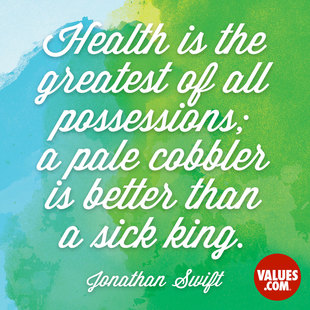 Health is the
greatest of all
possessions;
a pale cobbler
is better than
a sick king.
Jonathan Swift
VALUES
.COM®